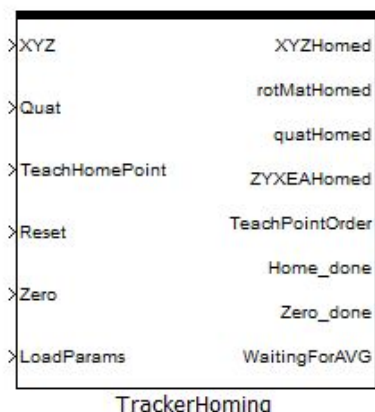 XYZ
Quat
TeachHomePoint
Reset
Zero
LoadParams
XYZHomed
rotMatHomed
quatHomed
ZYXEAHomed
TeachPointOrder
Home_done
Zero_done
WaitingForAVG
TrackerHoming